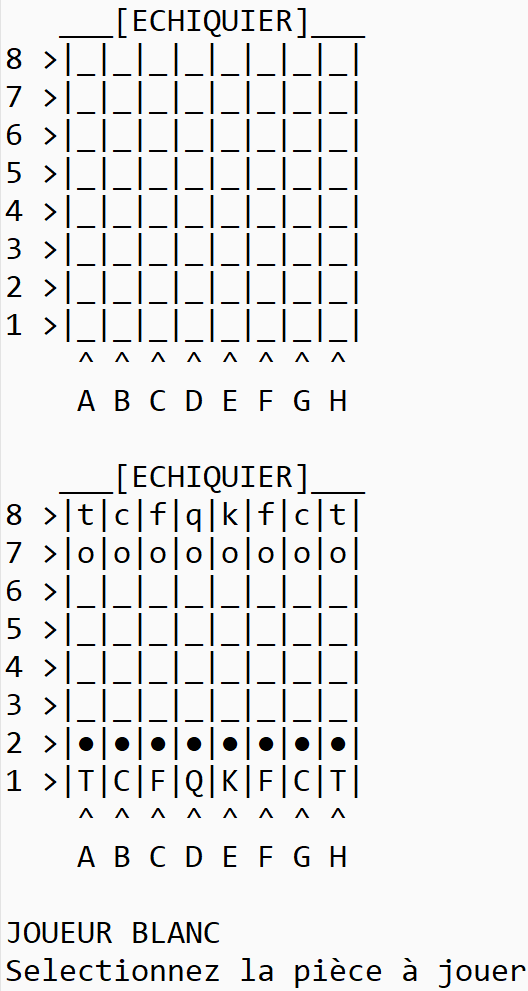 ___[ECHIQUIER]___
8 >|_|_|_|_|_|_|_|_|
7 >|_|_|_|_|_|_|_|_|
6 >|_|_|_|_|_|_|_|_|
5 >|_|_|_|_|_|_|_|_|
4 >|_|_|_|_|_|_|_|_|
3 >|_|_|_|_|_|_|_|_|
2 >|_|_|_|_|_|_|_|_|
1 >|_|_|_|_|_|_|_|_|
^ ^ ^ ^ ^ ^ ^ ^
A B C D E F G H
___[ECHIQUIER]___
8 >|t|c|f|q|k|f|c|t|
7 >|o|o|o|o|o|o|o|o|
6 >|_|_|_|_|_|_|_|_|
5 >|_|_|_|_|_|_|_|_|
4 >|_|_|_|_|_|_|_|_|
3 >|_|_|_|_|_|_|_|_|
2 >|●|●|●|●|●|●|●|●|
1 >|T|C|F|Q|K|F|C|T|
^ ^ ^ ^ ^ ^ ^ ^
A B C D E F G H
JOUEUR BLANC
Selectionnez la pièce à jouer